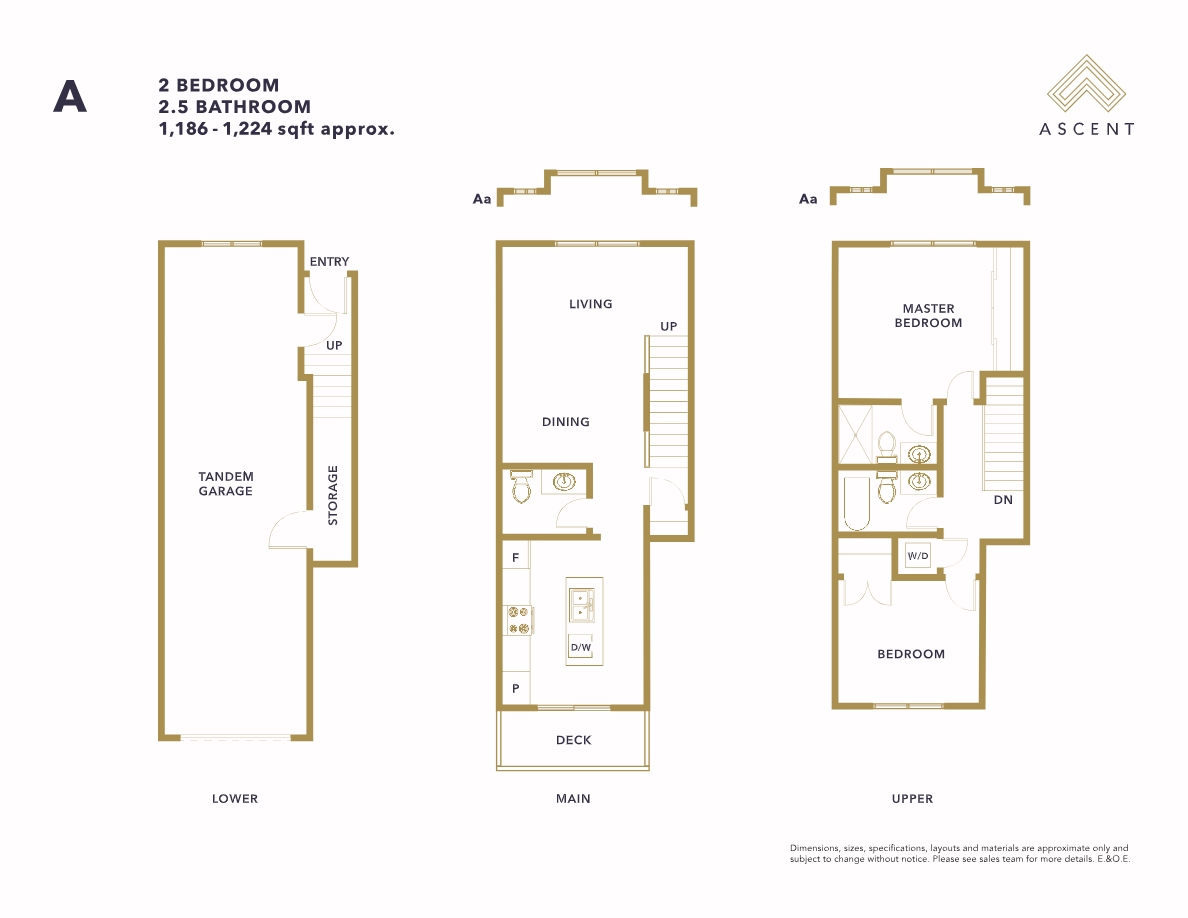 A
2 BEDROOM
2.5 BATHROOM
1,186 - 1,224 sqft approx.
ASCENT
Aa
Aa
ENTRY
UP
TANDEM
GARAGE
STORAGE
LOWER
LIVING
UP
DINING
F
D/W
P
DECK
MAIN
MASTER
BEDROOM
DN
W/D
BEDROOM
UPPER
Dimensions, sizes, specifications, layouts and materials are approximate only and
subject to change without notice. Please see sales team for more details. E.&O.E.